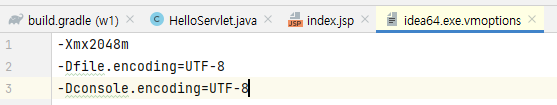 build.gradle (w1) HelloServlet.java index.jsp idea64.exe.vmoptions
1 -Xmx2048m
2 -Dfile.encoding=UTF-8
3 -Dconsole.encoding=UTF-8